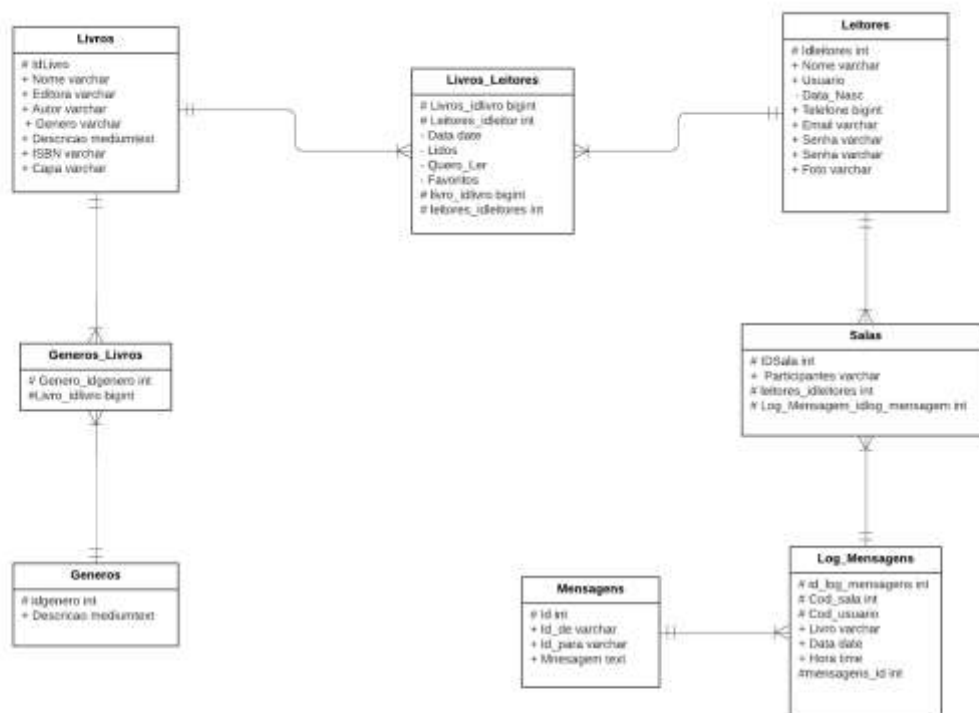 Livros
# IdLivro
+ Nome varchar
+ Editora varchar
+ Autor varchar
+ Genero varchar
+ Descricao mediumtext
+ ISBN varchar
+ Capa varchar
Livros_Leitores
# Livros_idlivro bigint
# Leitores_idleitor int
- Data date
- Lidos
- Quero_Ler
- Favoritos
# livro_idlivro bigint
# leitores_idleitores int
Leitores
# Idleitores int
+ Nome varchar
+ Usuario
- Data_Nasc
+ Telefone bigint
+ Email varchar
+ Senha varchar
+ Senha varchar
+ Foto varchar
Generos_Livros
# Genero_idgenero int
#Livro_idlivro bigint
Salas
# IDSala int
+ Participantes varchar
# leitores_idleitores int
# Log_Mensagem_idlog_mensagem int
Generos
# idgenero int
+ Descricao mediumtext
Mensagens
# Id int
+ Id_de varchar
+ Id_para varchar
+ Mnesagem text
Log_Mensagens
# id_log_mensagens int
# Cod_sala int
# Cod_usuario
+ Livro varchar
+ Data date
+ Hora time
#mensagens_id int